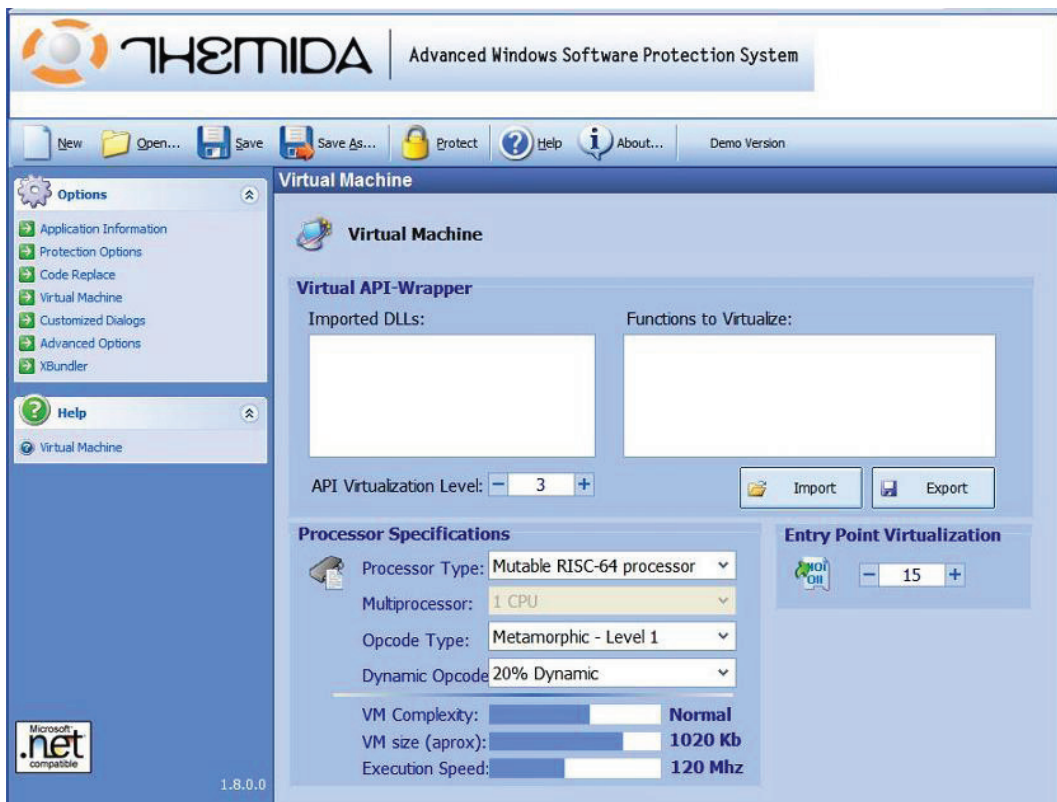 THEMIDA
Advanced Windows Software Protection System
New Open... Save Save As... Protect Help About... Demo Version
Options
Application Information
Protection Options
Code Replace
Virtual Machine
Customized Dialogs
Advanced Options
XBundler
Help
Virtual Machine
Microsoft
.net
compatible
1.8.0.0
Virtual Machine
Virtual Machine
Virtual API-Wrapper
Imported DLLs: Functions to Virtualize:
API Virtualization Level: − 3 +
Import Export
Processor Specifications
Processor Type: Mutable RISC-64 processor
Multiprocessor: 1 CPU
Opcode Type: Metamorphic - Level 1
Dynamic Opcode 20% Dynamic
VM Complexity: Normal
VM size (aprox): 1020 Kb
Execution Speed: 120 Mhz
Entry Point Virtualization
− 15 +